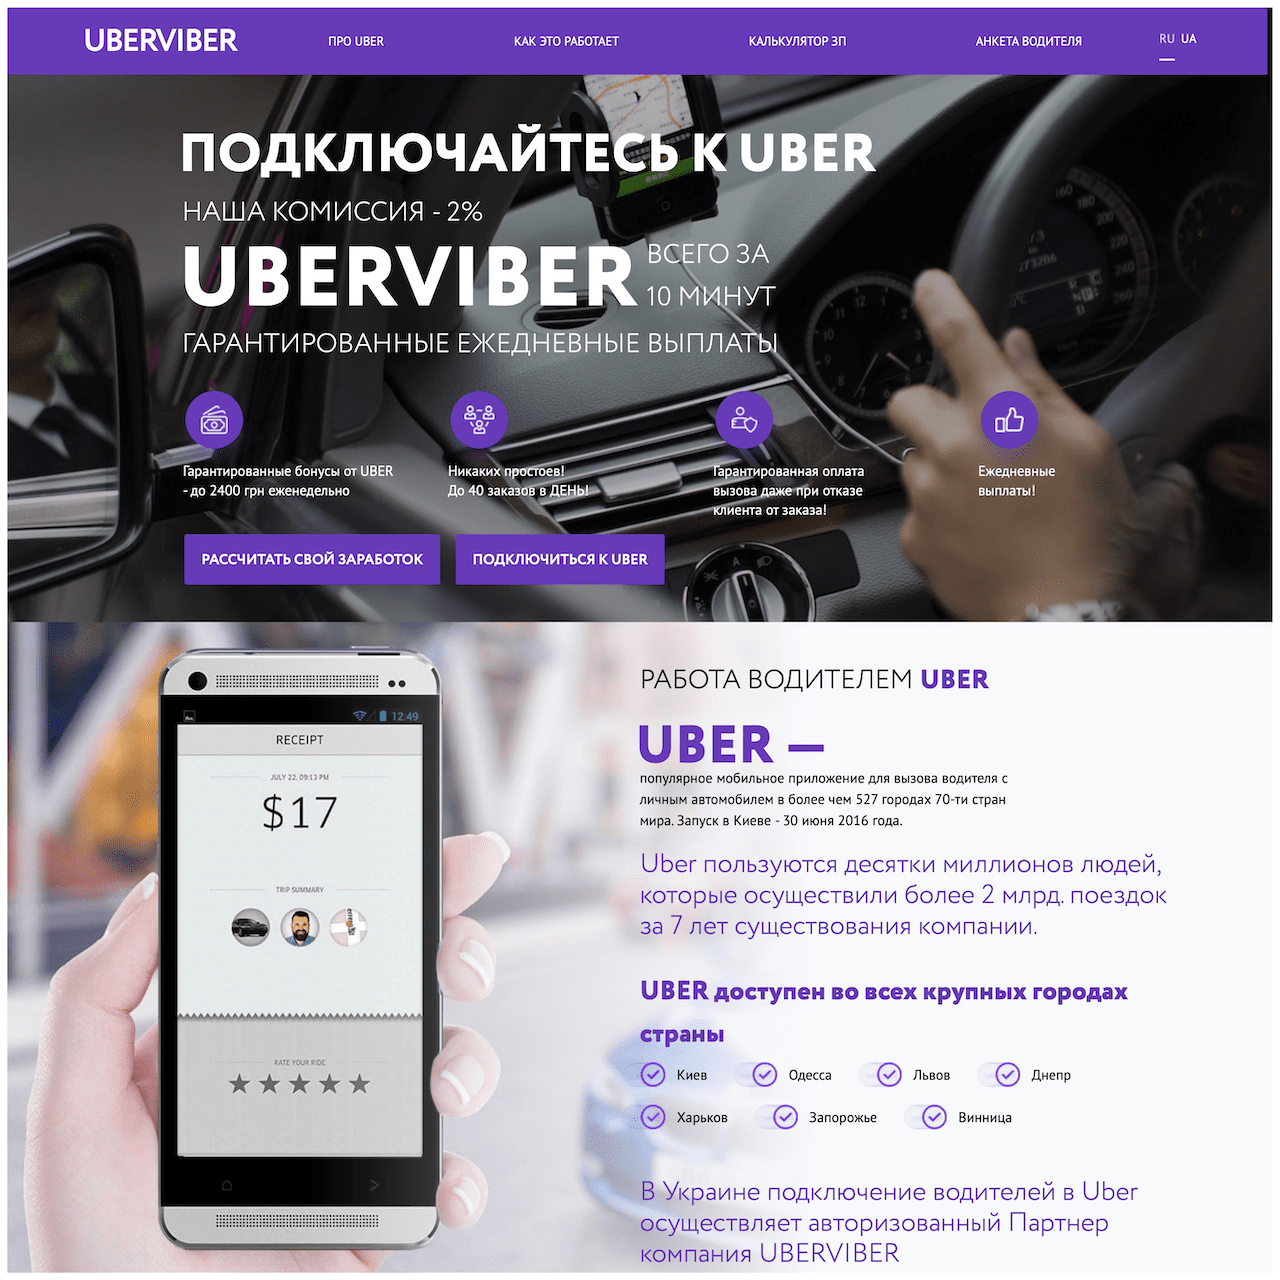 UBERVIBER
ПРО UBER
КАК ЭТО РАБОТАЕТ
КАЛЬКУЛЯТОР ЗП
АНКЕТА ВОДИТЕЛЯ
RU UA
ПОДКЛЮЧАЙТЕСЬ К UBER
НАША КОМИССИЯ - 2%
UBERVIBER
ВСЕГО ЗА
10 МИНУТ
ГАРАНТИРОВАННЫЕ ЕЖЕДНЕВНЫЕ ВЫПЛАТЫ
Гарантированные бонусы от UBER
- до 2400 грн еженедельно
Никаких простоев!
До 40 заказов в ДЕНЬ!
Гарантированная оплата
вызова даже при отказе
клиента от заказа!
Ежедневные
выплаты!
РАССЧИТАТЬ СВОЙ ЗАРАБОТОК
ПОДКЛЮЧИТЬСЯ К UBER
12:49
RECEIPT
JULY 22, 09:13 PM
$17
TRIP SUMMARY
RATE YOUR RIDE
РАБОТА ВОДИТЕЛЕМ UBER
UBER —
популярное мобильное приложение для вызова водителя с
личным автомобилем в более чем 527 городах 70-ти стран
мира. Запуск в Киеве - 30 июня 2016 года.
Uber пользуются десятки миллионов людей,
которые осуществили более 2 млрд. поездок
за 7 лет существования компании.
UBER доступен во всех крупных городах
страны
Киев
Одесса
Львов
Днепр
Харьков
Запорожье
Винница
В Украине подключение водителей в Uber
осуществляет авторизованный Партнер
компания UBERVIBER